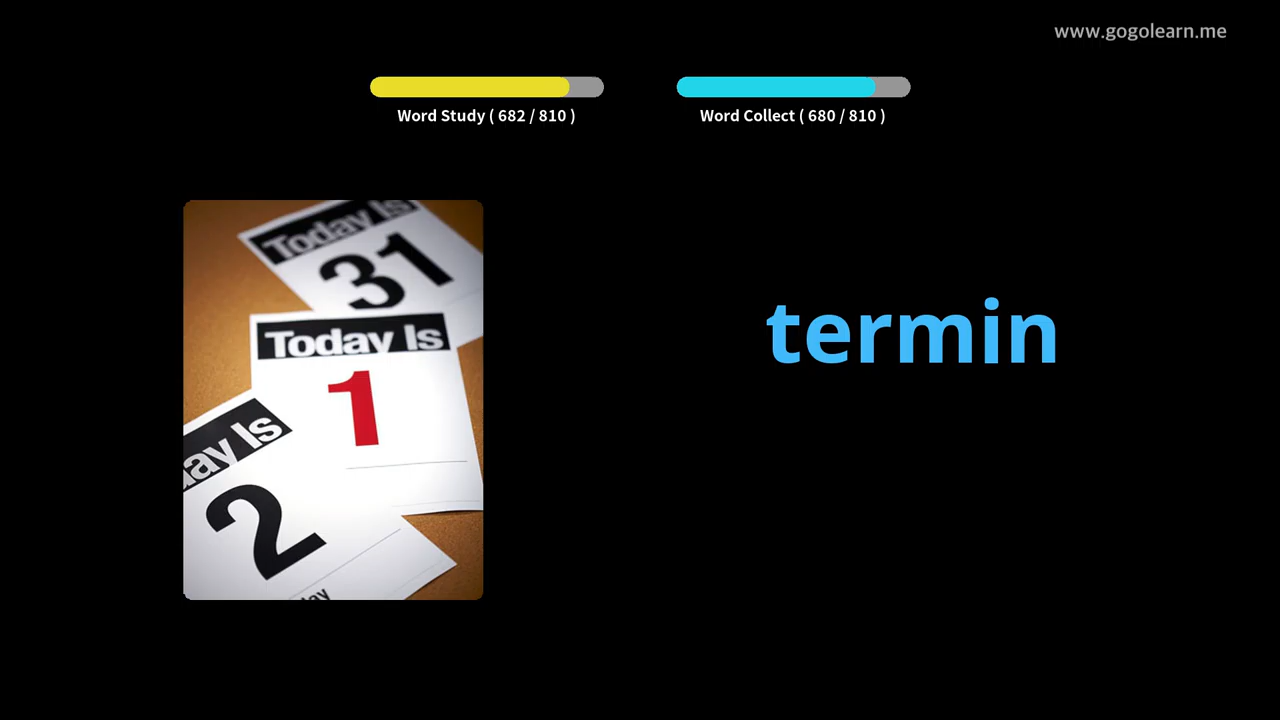 www.gogolearn.me
Word Study ( 682 / 810 )
Word Collect ( 680 / 810 )
Today Is
31
Today Is
1
day Is
2
termin